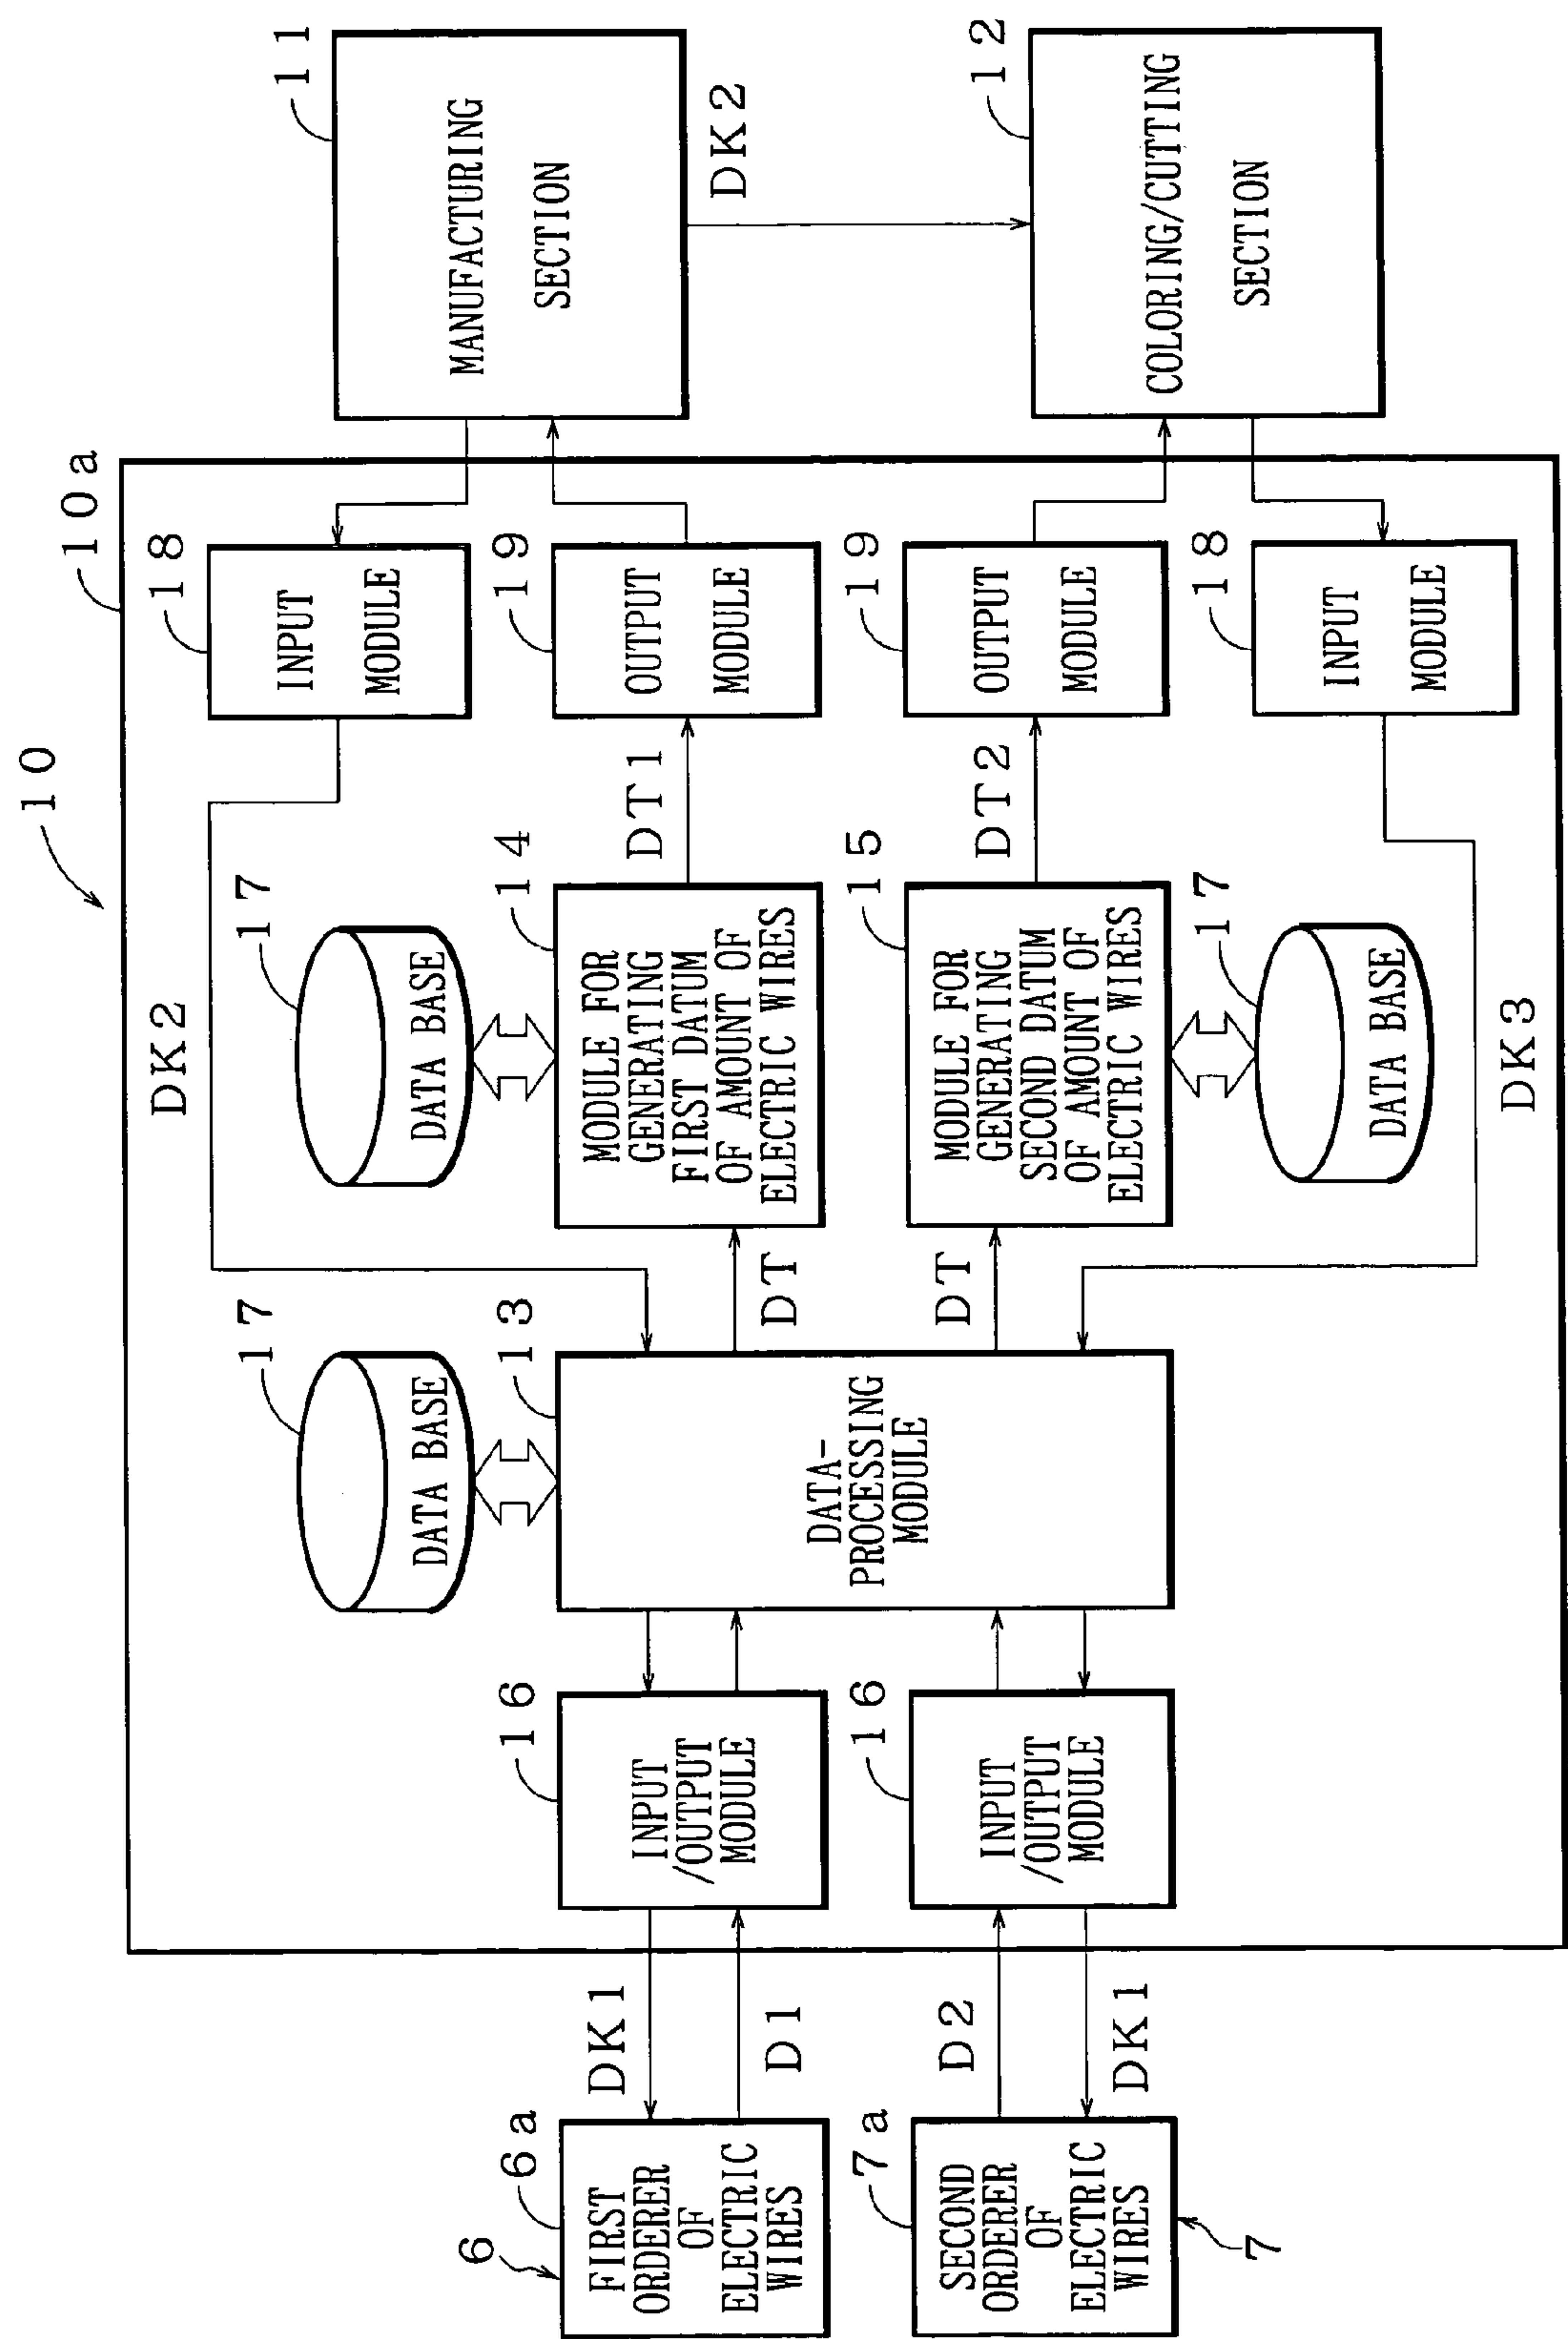 10
10a
6
6a
FIRST
ORDERER
OF
ELECTRIC
WIRES
7a
SECOND
ORDERER
OF
ELECTRIC
WIRES
7
DK1
D1
D2
DK1
16
INPUT
/OUTPUT
MODULE
16
INPUT
/OUTPUT
MODULE
17
DATA BASE
13
DATA-
PROCESSING
MODULE
DK2
DT
DT
17
DATA BASE
14
MODULE FOR
GENERATING
FIRST DATUM
OF AMOUNT OF
ELECTRIC WIRES
15
MODULE FOR
GENERATING
SECOND DATUM
OF AMOUNT OF
ELECTRIC WIRES
17
DATA BASE
DK3
DT1
DT2
18
INPUT
MODULE
19
OUTPUT
MODULE
19
OUTPUT
MODULE
18
INPUT
MODULE
11
MANUFACTURING
SECTION
DK2
12
COLORING/CUTTING
SECTION